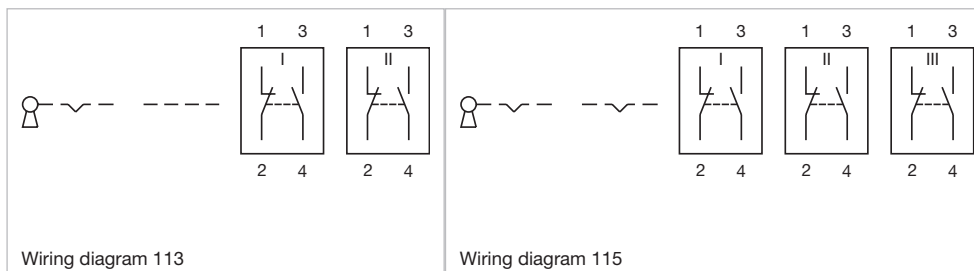 1 3 1 3
I II
2 4 2 4
Wiring diagram 113
1 3 1 3 1 3
I II III
2 4 2 4 2 4
Wiring diagram 115